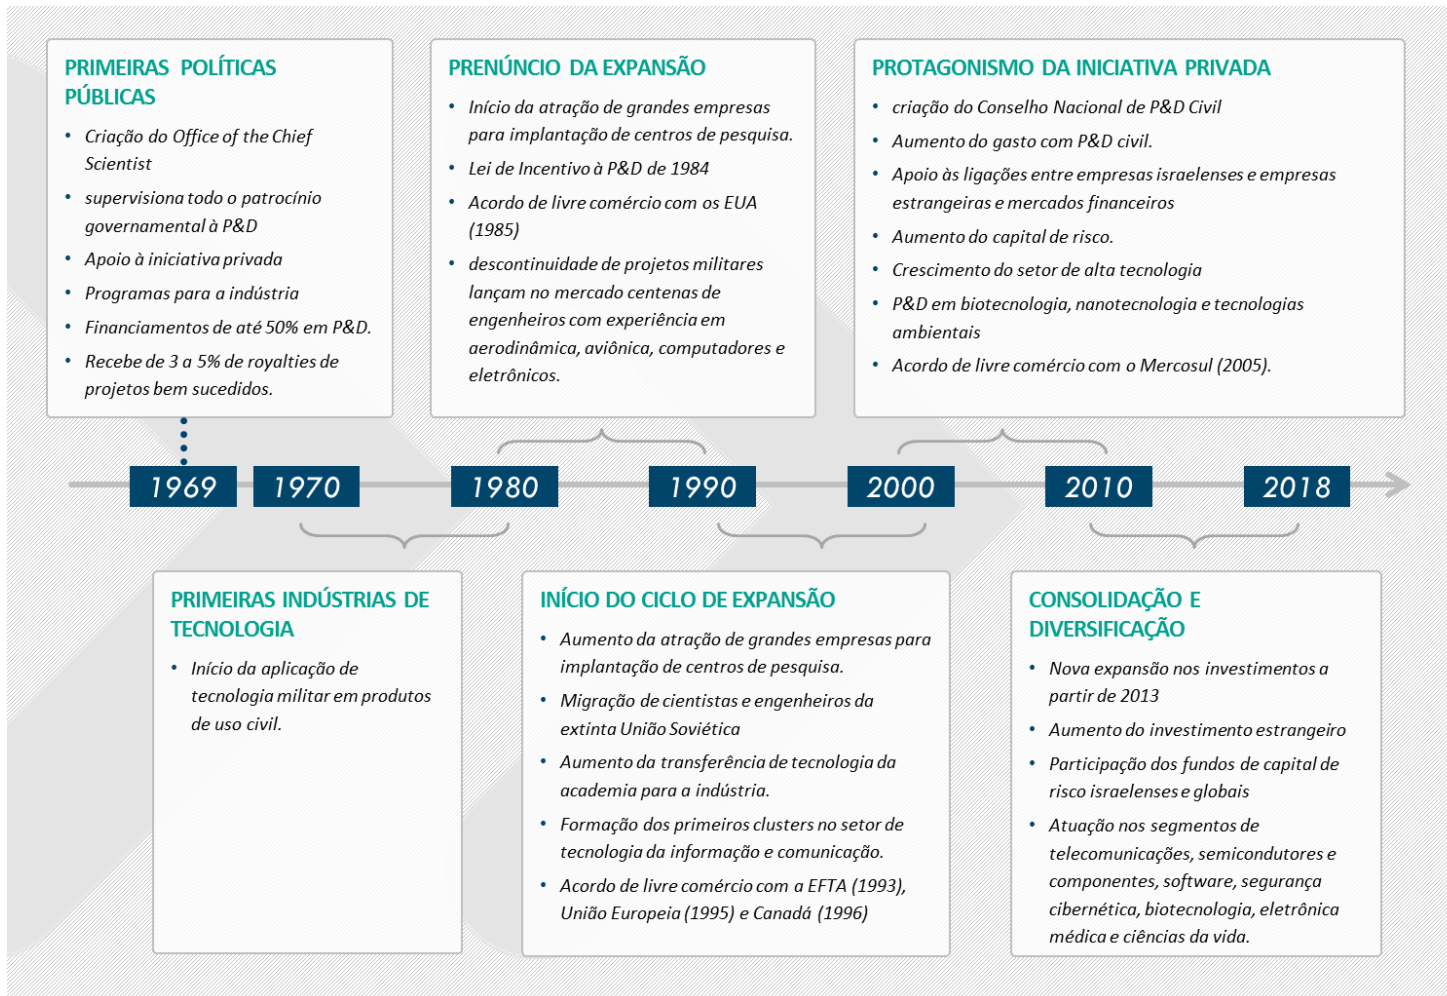 PRIMEIRAS POLÍTICAS
PÚBLICAS
• Criação do Office of the Chief
Scientist
• supervisiona todo o patrocínio
governamental à P&D
• Apoio à iniciativa privada
• Programas para a indústria
• Financiamentos de até 50% em P&D.
• Recebe de 3 a 5% de royalties de
projetos bem sucedidos.
PRENÚNCIO DA EXPANSÃO
• Início da atração de grandes empresas
para implantação de centros de pesquisa.
• Lei de Incentivo à P&D de 1984
• Acordo de livre comércio com os EUA
(1985)
• descontinuidade de projetos militares
lançam no mercado centenas de
engenheiros com experiência em
aerodinâmica, aviônica, computadores e
eletrônicos.
PROTAGONISMO DA INICIATIVA PRIVADA
• criação do Conselho Nacional de P&D Civil
• Aumento do gasto com P&D civil.
• Apoio às ligações entre empresas israelenses e empresas
estrangeiras e mercados financeiros
• Aumento do capital de risco.
• Crescimento do setor de alta tecnologia
• P&D em biotecnologia, nanotecnologia e tecnologias
ambientais
• Acordo de livre comércio com o Mercosul (2005).
1969 1970 1980 1990 2000 2010 2018
PRIMEIRAS INDÚSTRIAS DE
TECNOLOGIA
• Início da aplicação de
tecnologia militar em produtos
de uso civil.
INÍCIO DO CICLO DE EXPANSÃO
• Aumento da atração de grandes empresas para
implantação de centros de pesquisa.
• Migração de cientistas e engenheiros da
extinta União Soviética
• Aumento da transferência de tecnologia da
academia para a indústria.
• Formação dos primeiros clusters no setor de
tecnologia da informação e comunicação.
• Acordo de livre comércio com a EFTA (1993),
União Europeia (1995) e Canadá (1996)
CONSOLIDAÇÃO E
DIVERSIFICAÇÃO
• Nova expansão nos investimentos a
partir de 2013
• Aumento do investimento estrangeiro
• Participação dos fundos de capital de
risco israelenses e globais
• Atuação nos segmentos de
telecomunicações, semicondutores e
componentes, software, segurança
cibernética, biotecnologia, eletrônica
médica e ciências da vida.